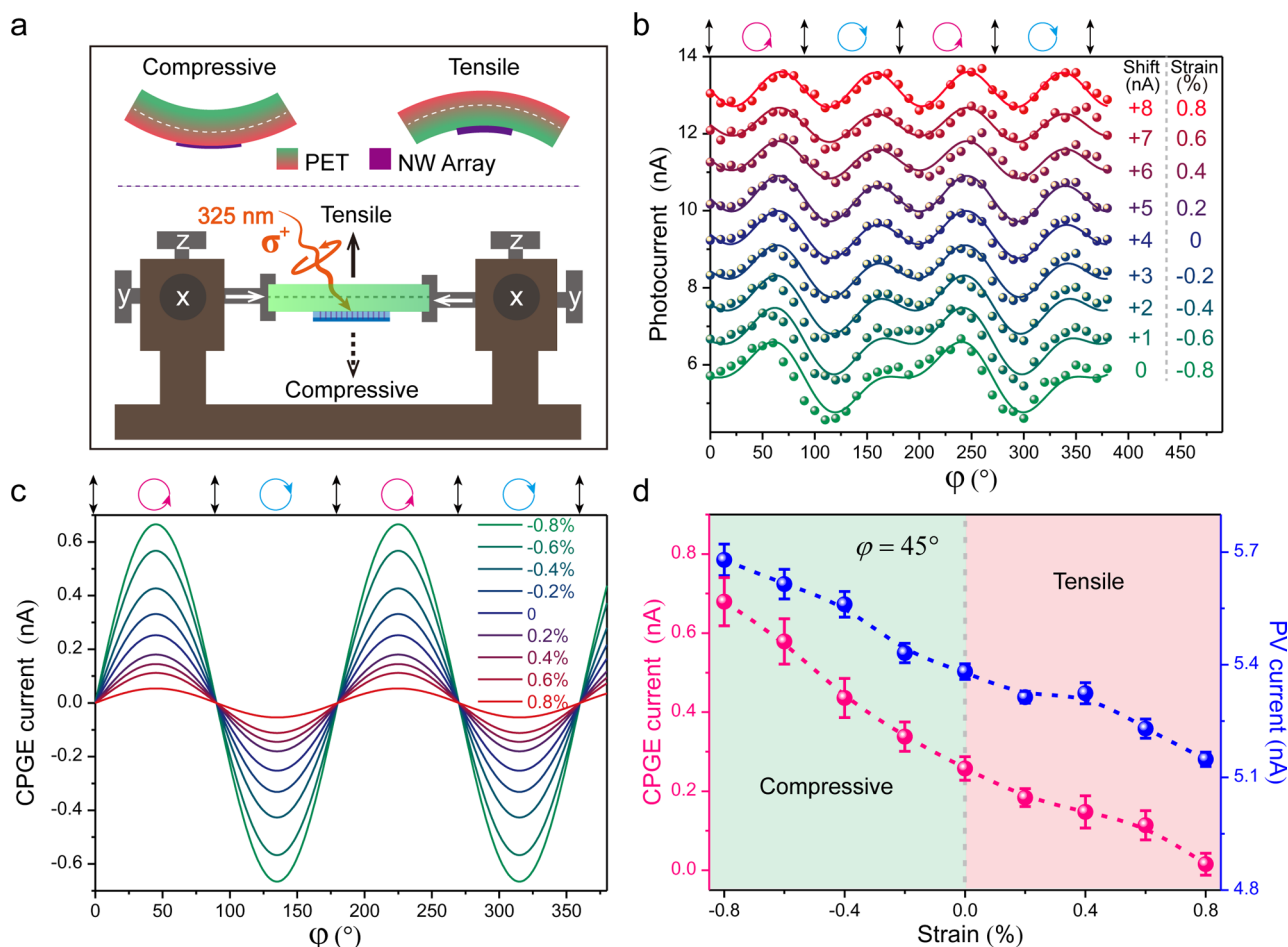 a
Compressive
Tensile
PET
NW Array
325 nm
σ+
Tensile
z
z
y
x
x
y
Compressive
b
Photocurrent (nA)
14
12
10
8
6
Shift (nA)
Strain (%)
+8 0.8
+7 0.6
+6 0.4
+5 0.2
+4 0
+3 -0.2
+2 -0.4
+1 -0.6
0 -0.8
0 50 100 150 200 250 300 350 400 450
φ (°)
c
CPGE current (nA)
0.6
0.4
0.2
0.0
-0.2
-0.4
-0.6
-0.8%
-0.6%
-0.4%
-0.2%
0
0.2%
0.4%
0.6%
0.8%
0 50 100 150 200 250 300 350
φ (°)
d
CPGE current (nA)
0.8
0.6
0.4
0.2
0.0
φ = 45°
Tensile
Compressive
5.7
5.4
5.1
4.8
PV current (nA)
-0.8 -0.4 0.0 0.4 0.8
Strain (%)